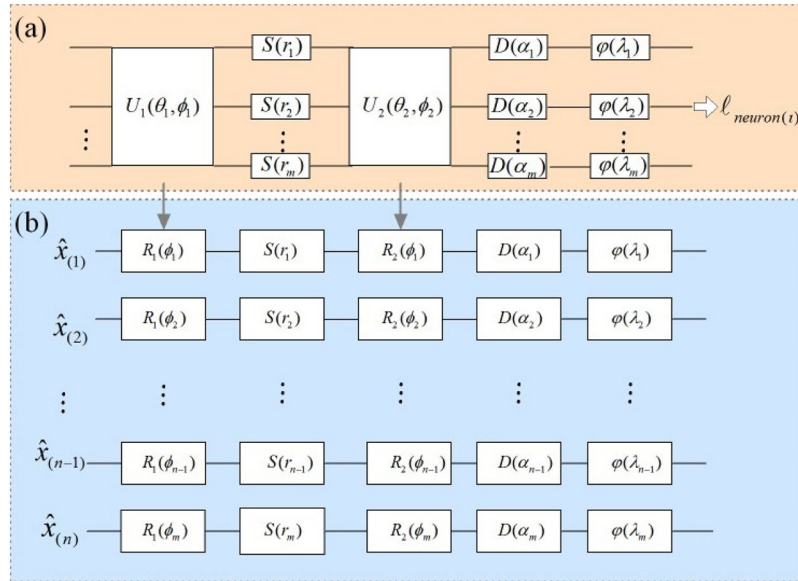 (a)
S(r₁) D(α₁) φ(λ₁)
U₁(θ₁,ϕ₁) S(r₂) U₂(θ₂,ϕ₂) D(α₂) φ(λ₂) ℓ neuron(ι)
⋮ ⋮ ⋮ ⋮
S(rₘ) D(αₘ) φ(λₘ)
(b)
x̂₍₁₎ R₁(ϕ₁) S(r₁) R₂(ϕ₁) D(α₁) φ(λ₁)
x̂₍₂₎ R₁(ϕ₂) S(r₂) R₂(ϕ₂) D(α₂) φ(λ₂)
⋮ ⋮ ⋮ ⋮ ⋮ ⋮
x̂₍ₙ₋₁₎ R₁(ϕₙ₋₁) S(rₙ₋₁) R₂(ϕₙ₋₁) D(αₙ₋₁) φ(λₙ₋₁)
x̂₍ₙ₎ R₁(ϕₘ) S(rₘ) R₂(ϕₘ) D(αₘ) φ(λₘ)